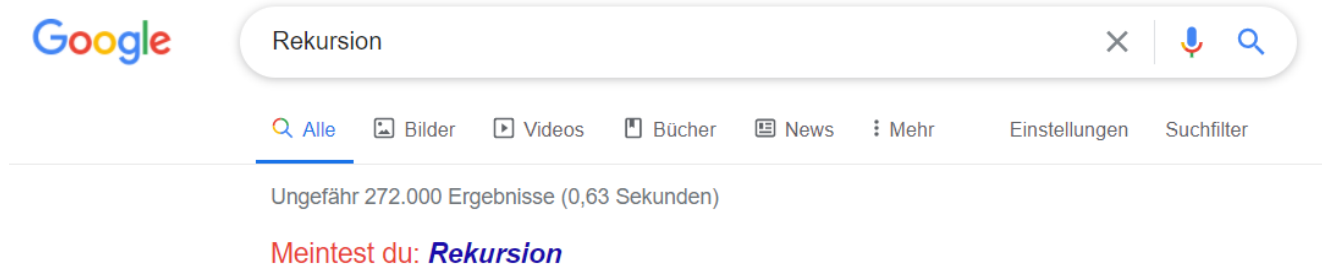 Google Rekursion
Alle Bilder Videos Bücher News Mehr Einstellungen Suchfilter
Ungefähr 272.000 Ergebnisse (0,63 Sekunden)
Meintest du: Rekursion